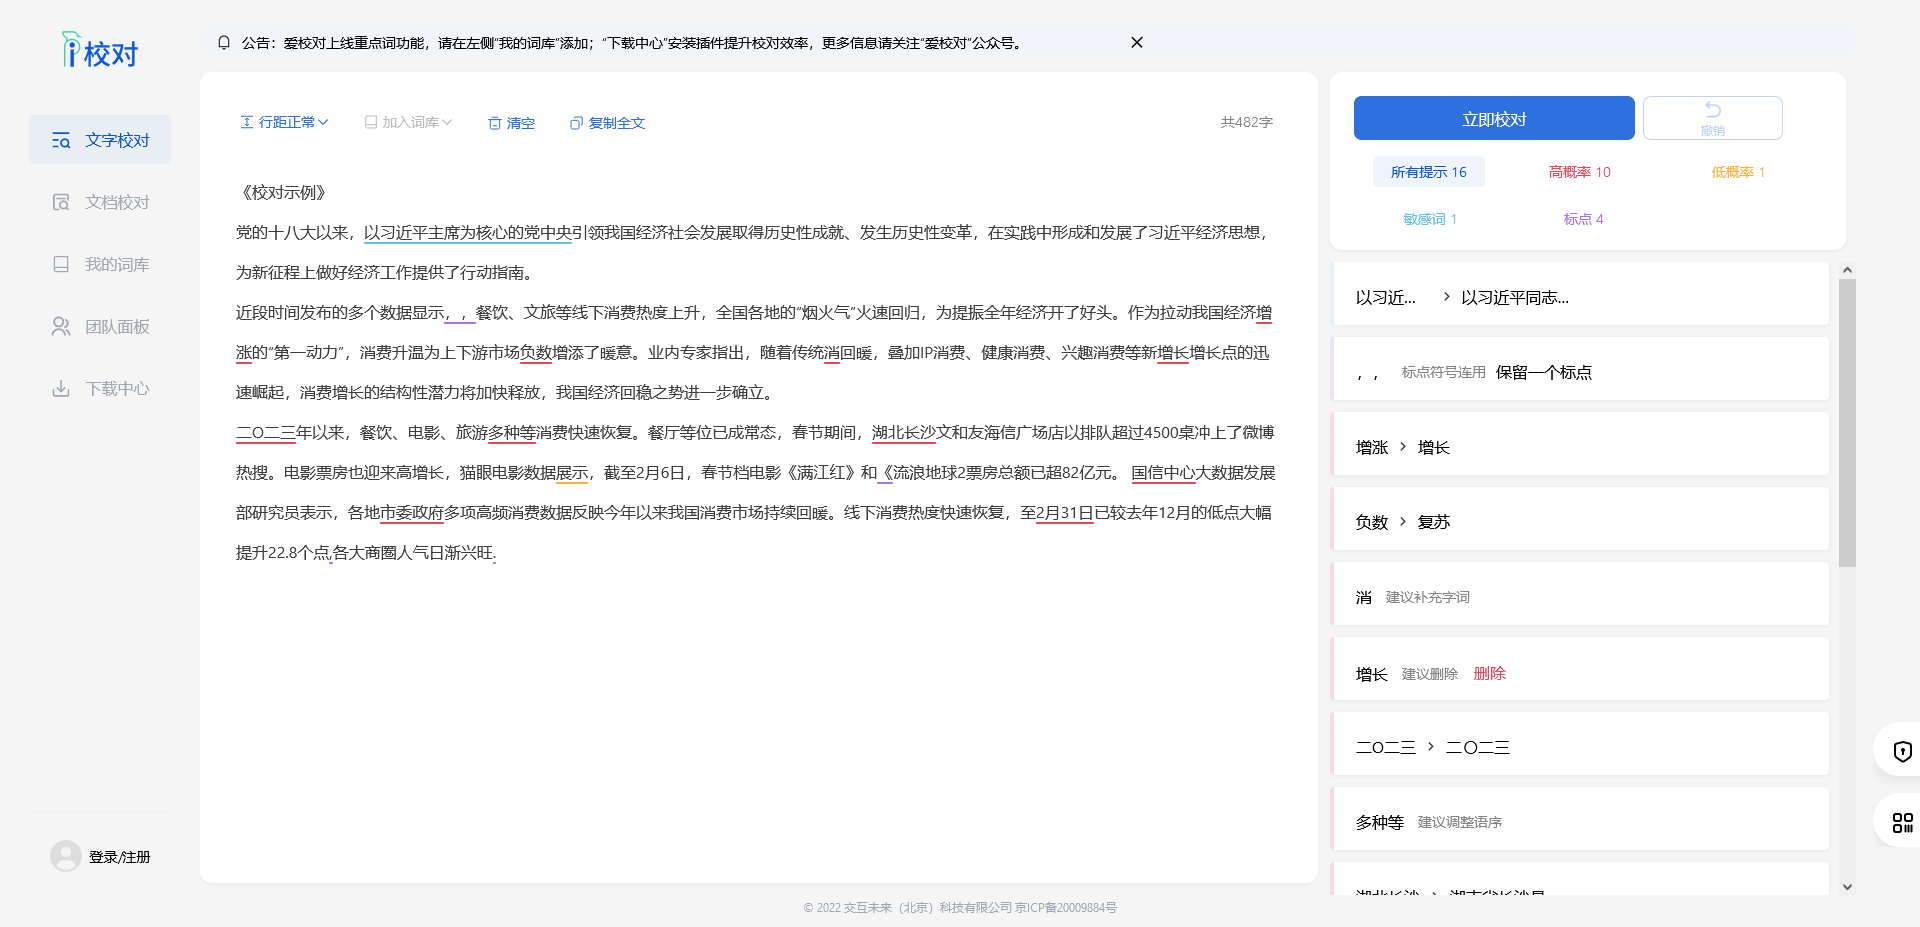 校对
公告：爱校对上线重点词功能，请在左侧"我的词库"添加；"下载中心"安装插件提升校对效率，更多信息请关注"爱校对"公众号。
文字校对
文档校对
我的词库
团队面板
下载中心
登录/注册
行距正常
加入词库
清空
复制全文
共482字
《校对示例》
党的十八大以来，以习近平主席为核心的党中央引领我国经济社会发展取得历史性成就、发生历史性变革，在实践中形成和发展了习近平经济思想，
为新征程上做好经济工作提供了行动指南。
近段时间发布的多个数据显示，，餐饮、文旅等线下消费热度上升，全国各地的"烟火气"火速回归，为提振全年经济开了好头。作为拉动我国经济增
涨的"第一动力"，消费升温为上下游市场负数增添了暖意。业内专家指出，随着传统消回暖，叠加IP消费、健康消费、兴趣消费等新增长增长点的迅
速崛起，消费增长的结构性潜力将加快释放，我国经济回稳之势进一步确立。
二O二三年以来，餐饮、电影、旅游多种等消费快速恢复。餐厅等位已成常态，春节期间，湖北长沙文和友海信广场店以排队超过4500桌冲上了微博
热搜。电影票房也迎来高增长，猫眼电影数据展示，截至2月6日，春节档电影《满江红》和《流浪地球2票房总额已超82亿元。 国信中心大数据发展
部研究员表示，各地市委政府多项高频消费数据反映今年以来我国消费市场持续回暖。线下消费热度快速恢复，至2月31日已较去年12月的低点大幅
提升22.8个点,各大商圈人气日渐兴旺.
立即校对
撤销
所有提示 16
高概率 10
低概率 1
敏感词 1
标点 4
以习近... > 以习近平同志...
，， 标点符号连用 保留一个标点
增涨 > 增长
负数 > 复苏
消 建议补充字词
增长 建议删除 删除
二O二三 > 二〇二三
多种等 建议调整语序
© 2022 交互未来（北京）科技有限公司 京ICP备20009884号